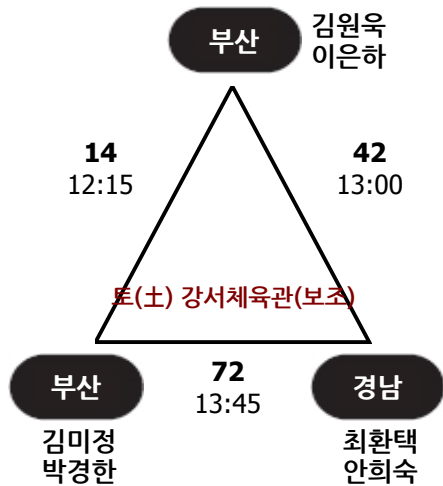 부산
김원욱
이은하
14
12:15
42
13:00
토(土) 강서체육관(보조)
부산
72
13:45
경남
김미정
박경한
최환택
안희숙